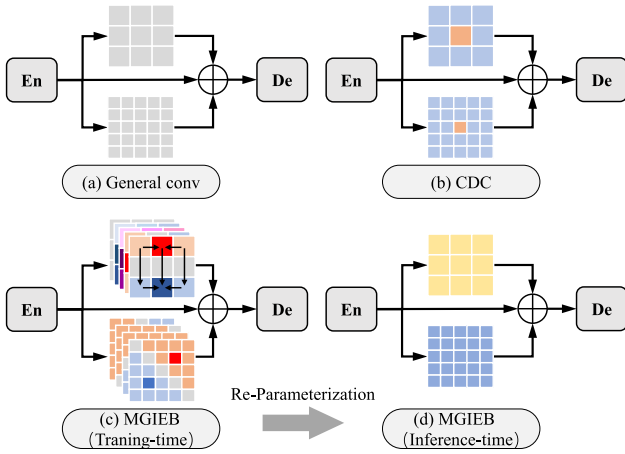 En
De
(a) General conv
En
De
(b) CDC
En
De
(c) MGIEB
(Traning-time)
Re-Parameterization
En
De
(d) MGIEB
(Inference-time)